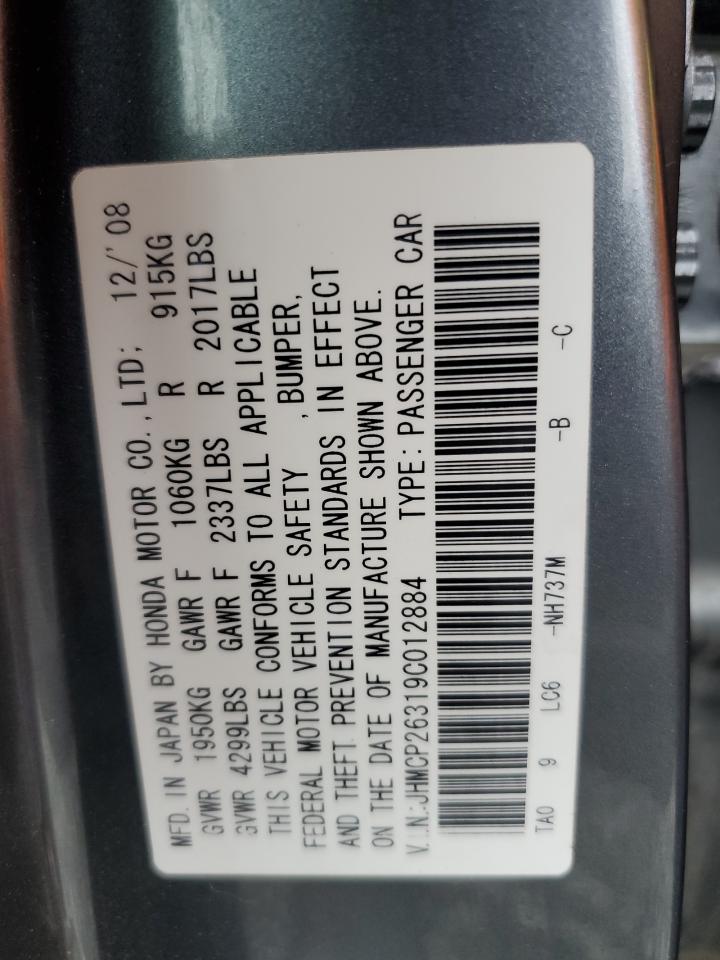 MFD. IN JAPAN BY HONDA MOTOR CO.,LTD; 12/'08
GVWR 1950KG GAWR F 1060KG R 915KG
GVWR 4299LBS GAWR F 2337LBS R 2017LBS
THIS VEHICLE CONFORMS TO ALL APPLICABLE
FEDERAL MOTOR VEHICLE SAFETY ,BUMPER,
AND THEFT PREVENTION STANDARDS IN EFFECT
ON THE DATE OF MANUFACTURE SHOWN ABOVE.
V.I.N.:JHMCP26319C012884 TYPE:PASSENGER CAR
TA0 9 LC6 -NH737M -B -C